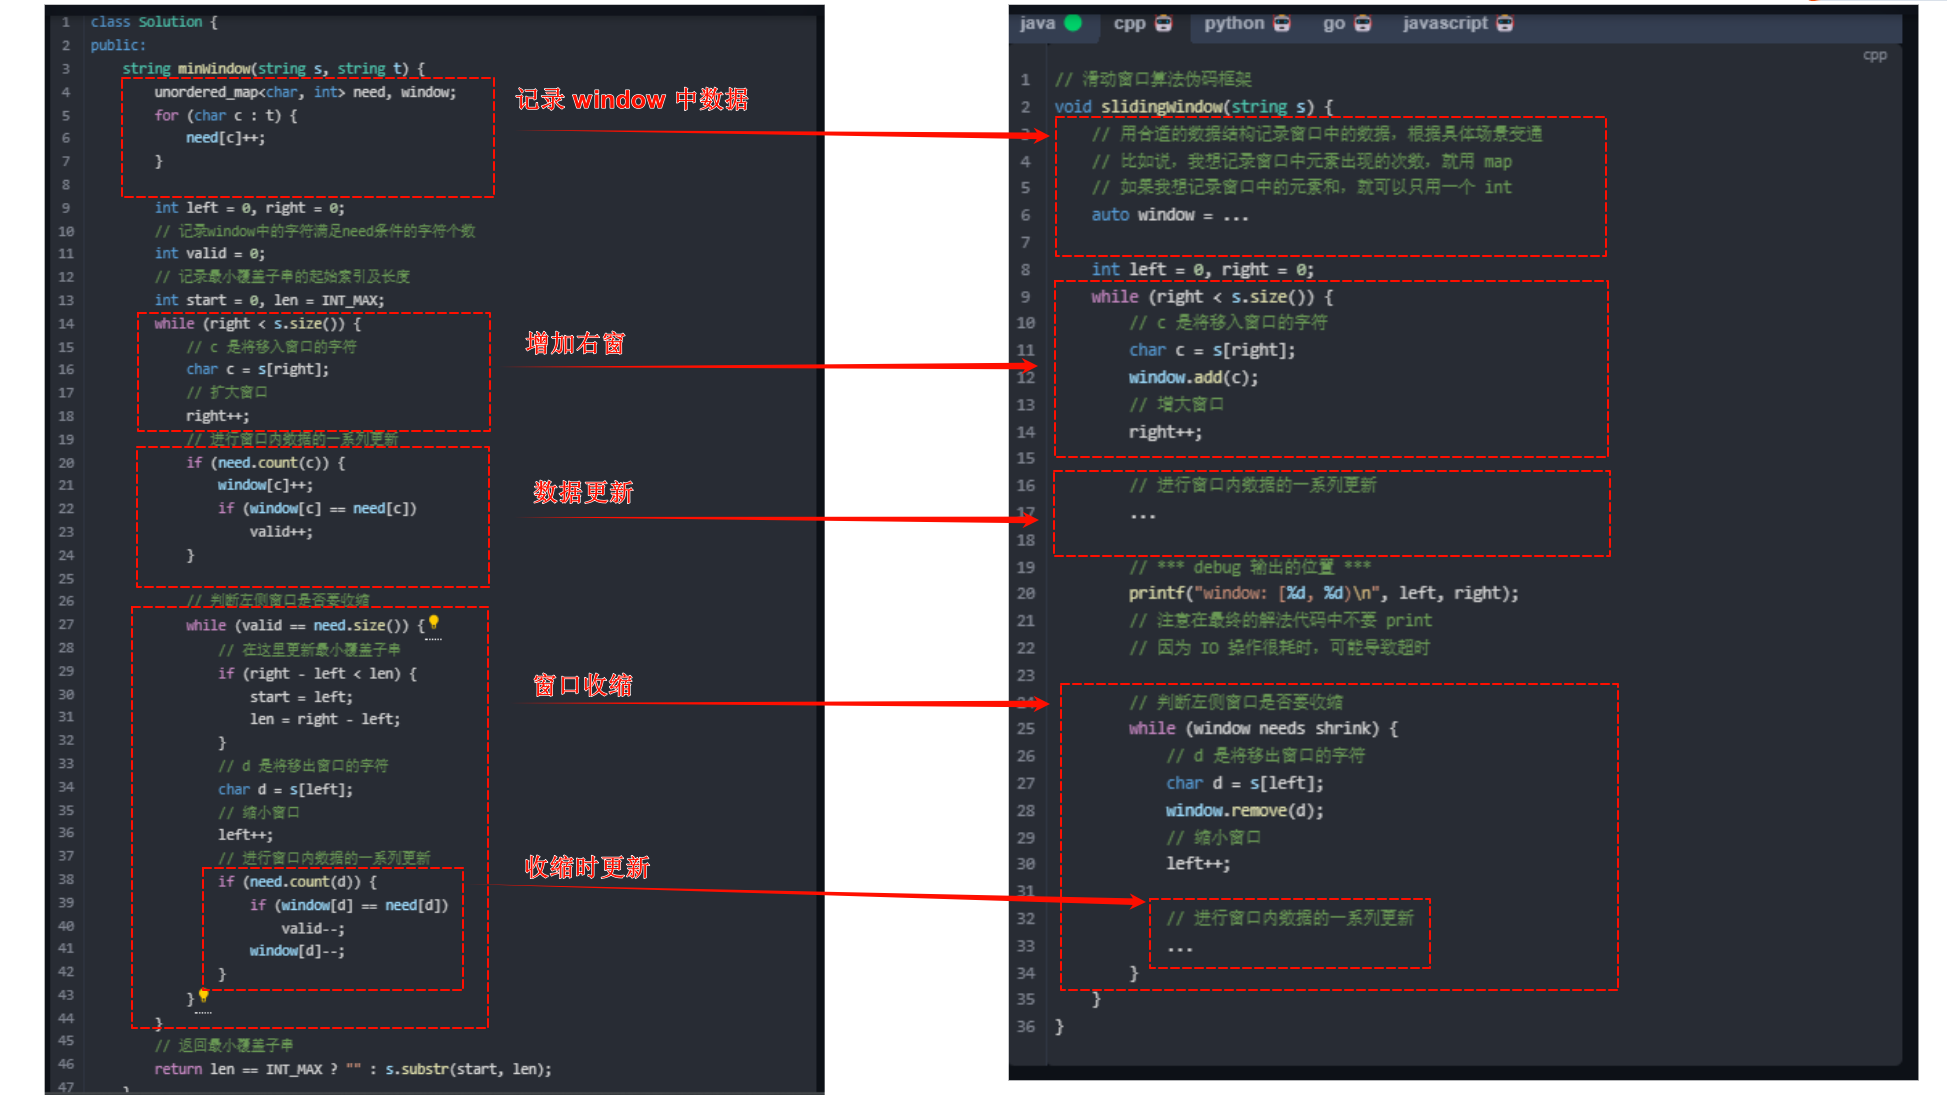 1 class Solution {
2 public:
3 string minWindow(string s, string t) {
4 unordered_map<char, int> need, window;
5 for (char c : t) {
6 need[c]++;
7 }
8
9 int left = 0, right = 0;
10 // 记录window中的字符满足need条件的字符个数
11 int valid = 0;
12 // 记录最小覆盖子串的起始索引及长度
13 int start = 0, len = INT_MAX;
14 while (right < s.size()) {
15 // c 是将移入窗口的字符
16 char c = s[right];
17 // 扩大窗口
18 right++;
19 // 进行窗口内数据的一系列更新
20 if (need.count(c)) {
21 window[c]++;
22 if (window[c] == need[c])
23 valid++;
24 }
25
26 // 判断左侧窗口是否要收缩
27 while (valid == need.size()) {
28 // 在这里更新最小覆盖子串
29 if (right - left < len) {
30 start = left;
31 len = right - left;
32 }
33 // d 是将移出窗口的字符
34 char d = s[left];
35 // 缩小窗口
36 left++;
37 // 进行窗口内数据的一系列更新
38 if (need.count(d)) {
39 if (window[d] == need[d])
40 valid--;
41 window[d]--;
42 }
43 }
44 }
45 // 返回最小覆盖子串
46 return len == INT_MAX ? "" : s.substr(start, len);
47 }
记录 window 中数据
增加右窗
数据更新
窗口收缩
收缩时更新
java cpp python go javascript
cpp
1 // 滑动窗口算法伪码框架
2 void slidingWindow(string s) {
3 // 用合适的数据结构记录窗口中的数据，根据具体场景变通
4 // 比如说，我想记录窗口中元素出现的次数，就用 map
5 // 如果我想记录窗口中的元素和，就可以只用一个 int
6 auto window = ...
7
8 int left = 0, right = 0;
9 while (right < s.size()) {
10 // c 是将移入窗口的字符
11 char c = s[right];
12 window.add(c);
13 // 增大窗口
14 right++;
15
16 // 进行窗口内数据的一系列更新
17 ...
18
19 // *** debug 输出的位置 ***
20 printf("window: [%d, %d)\n", left, right);
21 // 注意在最终的解法代码中不要 print
22 // 因为 IO 操作很耗时，可能导致超时
23
24 // 判断左侧窗口是否要收缩
25 while (window needs shrink) {
26 // d 是将移出窗口的字符
27 char d = s[left];
28 window.remove(d);
29 // 缩小窗口
30 left++;
31
32 // 进行窗口内数据的一系列更新
33 ...
34 }
35 }
36 }